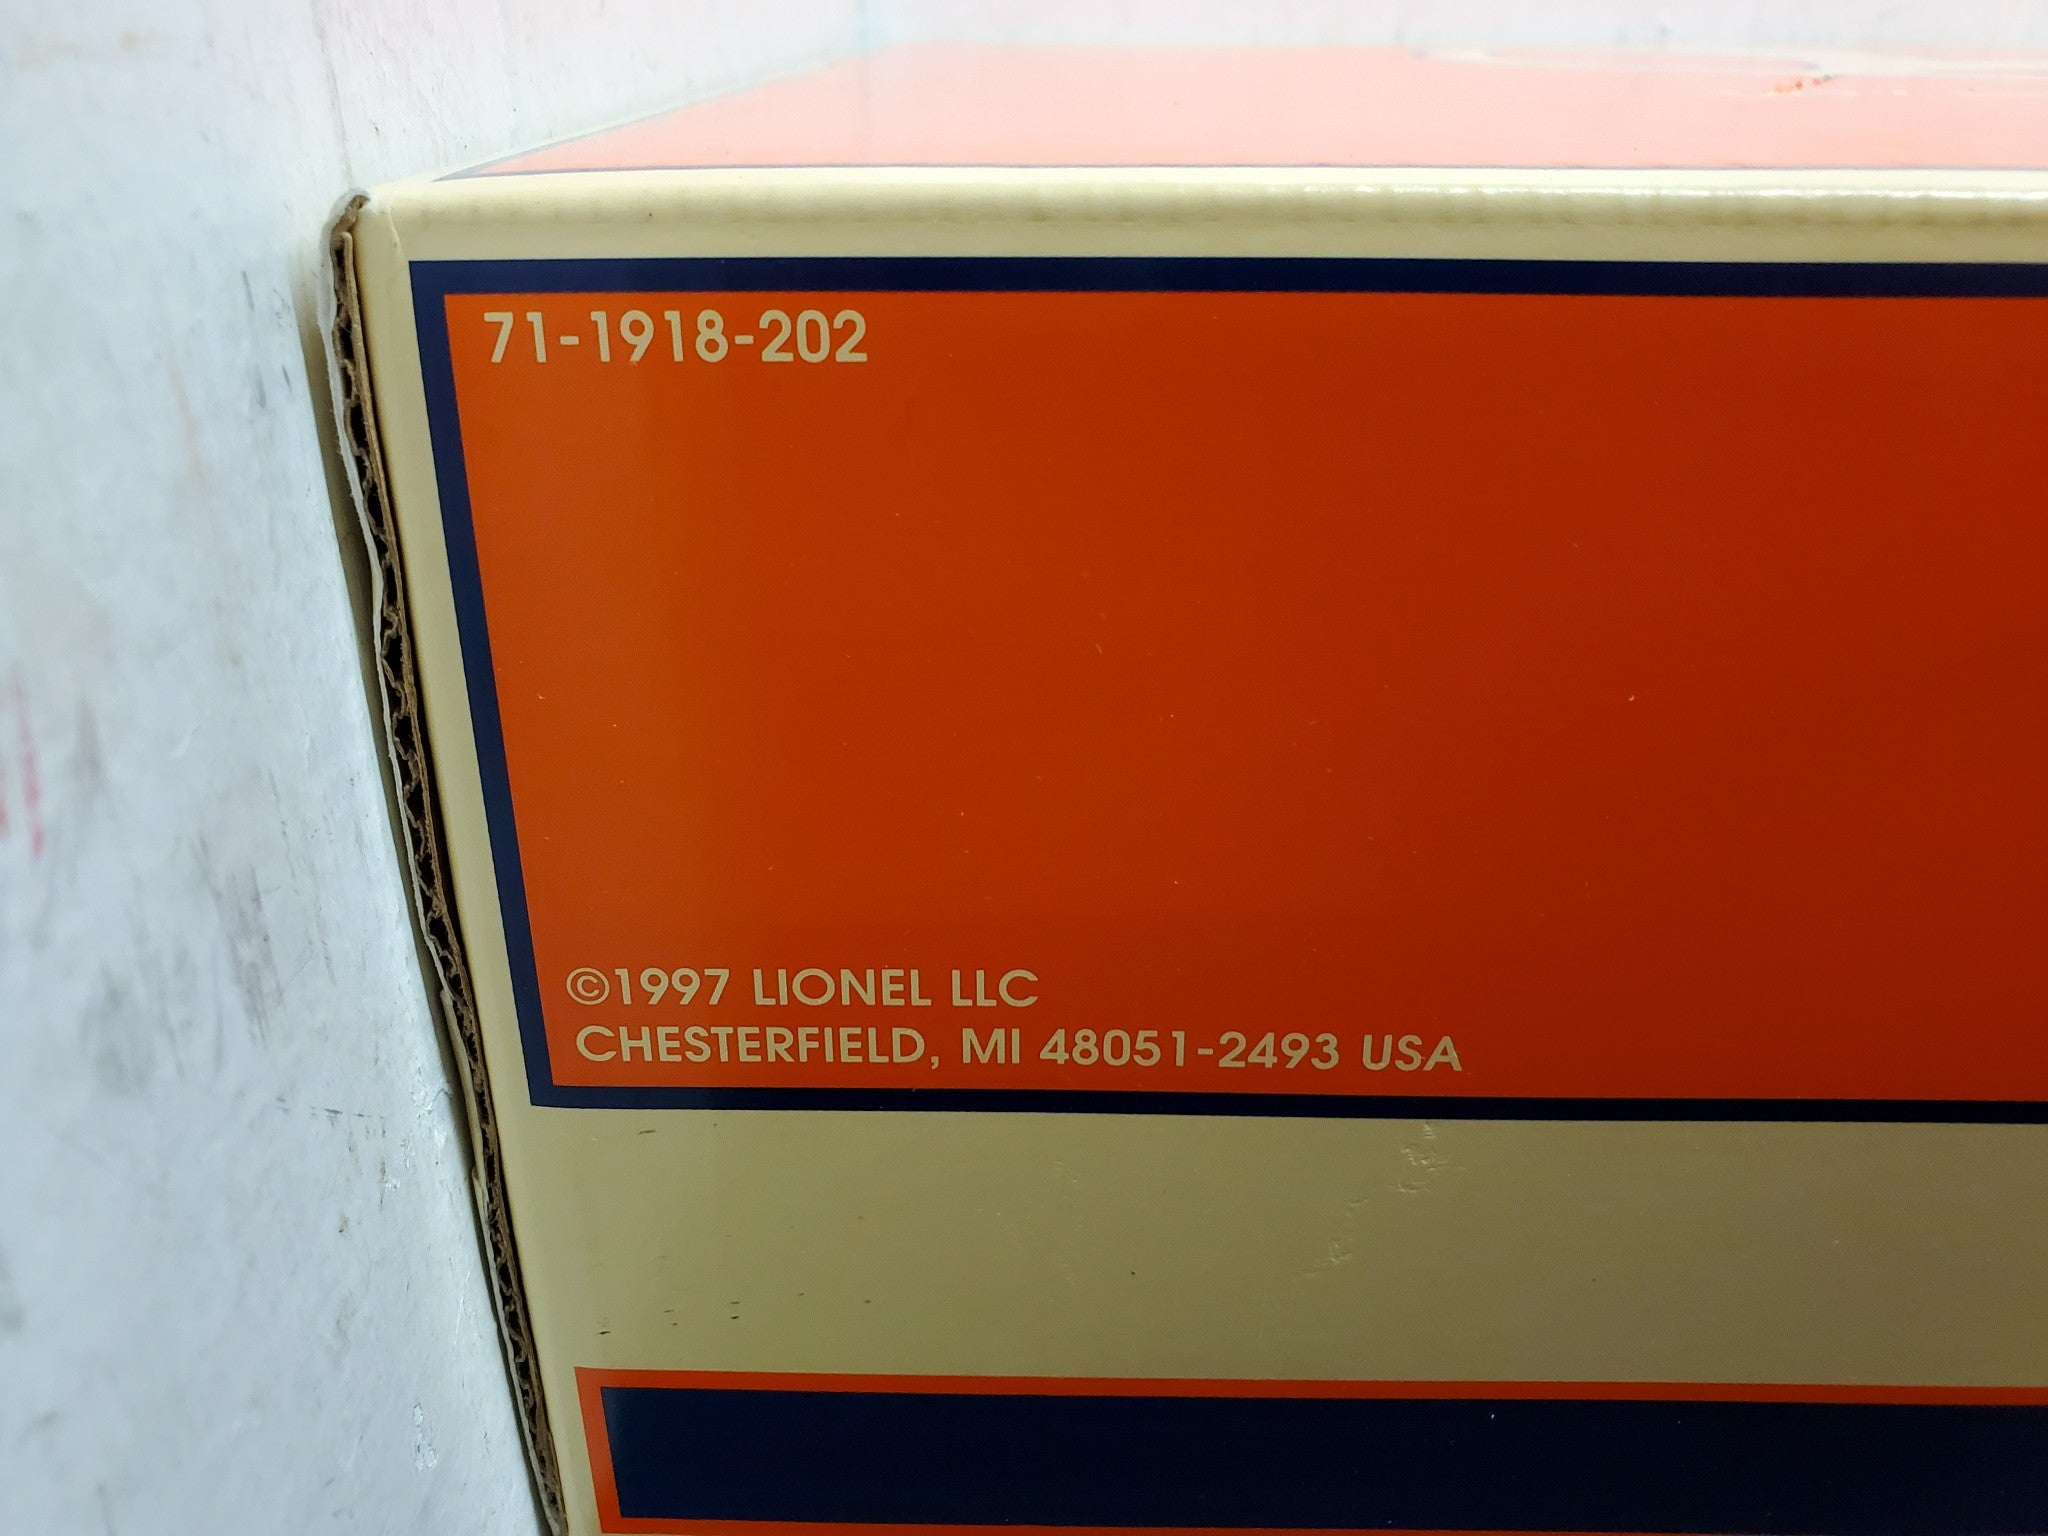 71-1918-202
©1997 LIONEL LLC
CHESTERFIELD, MI 48051-2493 USA